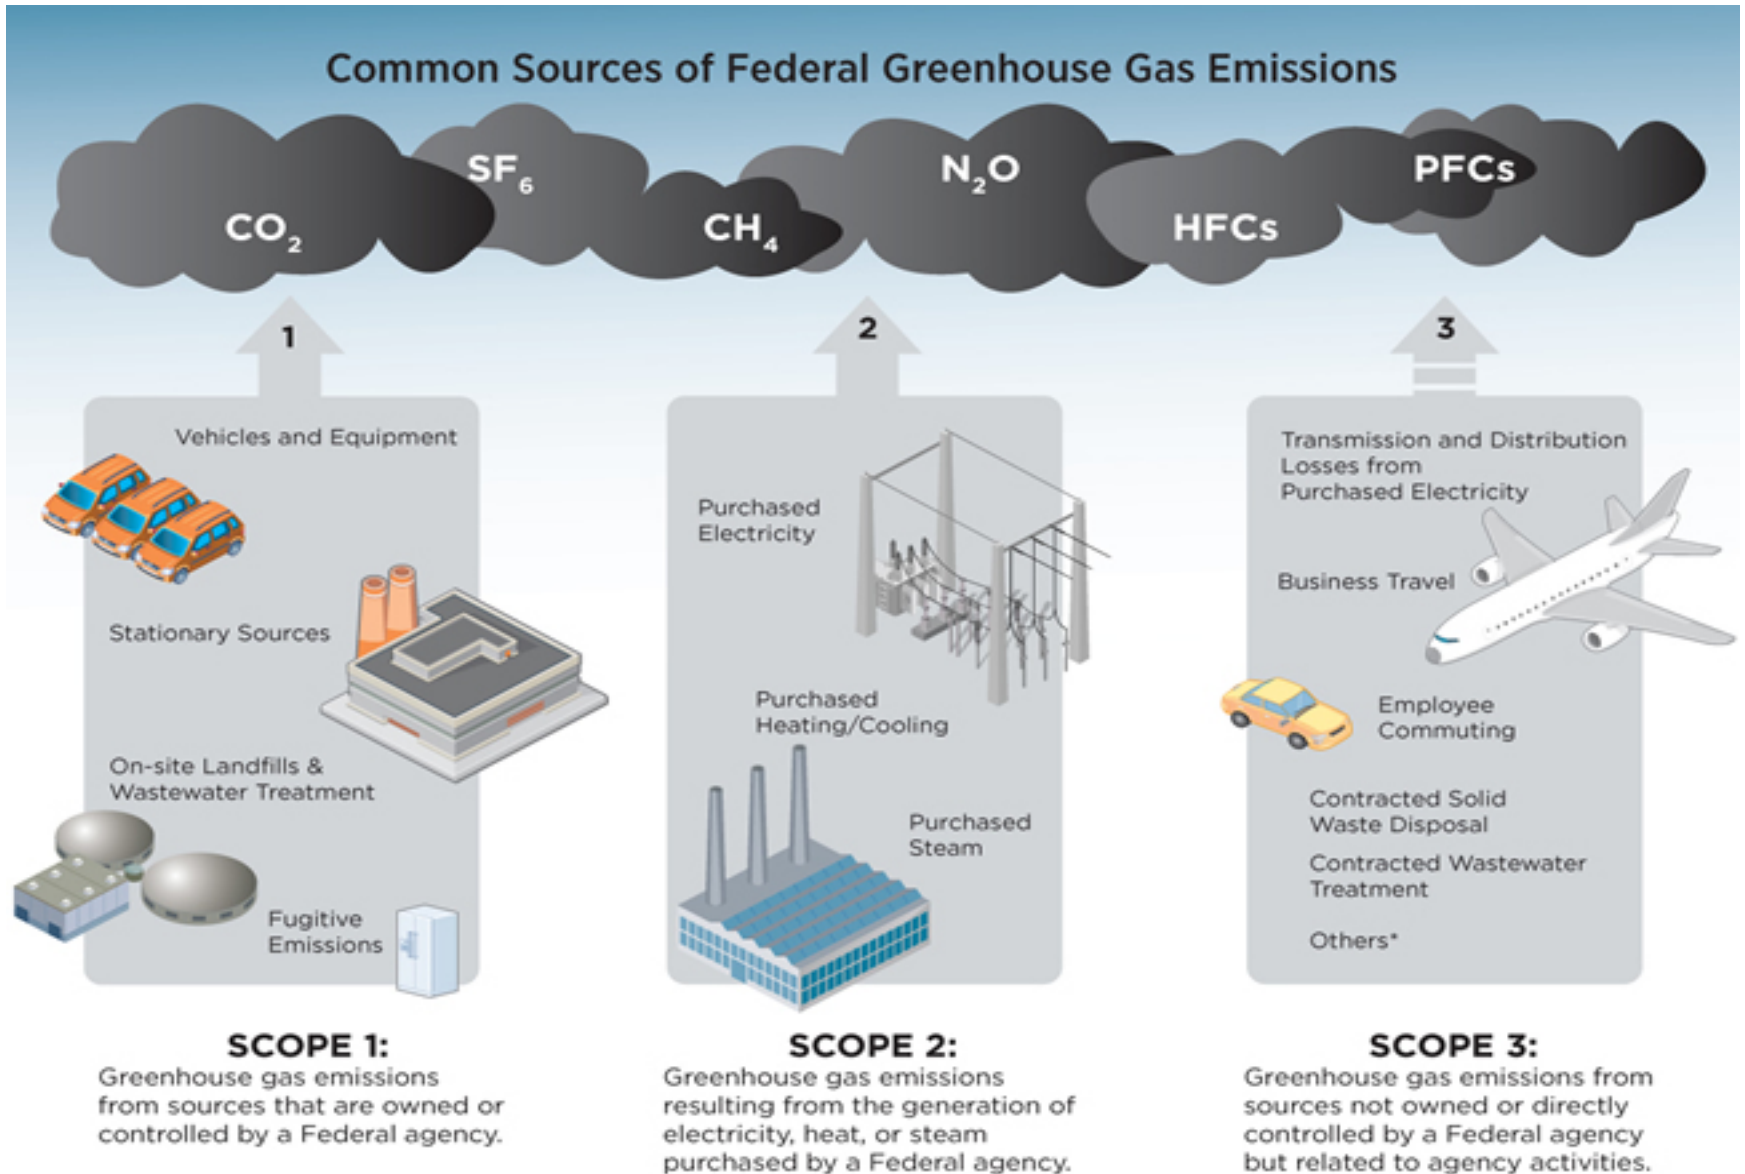 Common Sources of Federal Greenhouse Gas Emissions
CO₂
SF₆
CH₄
N₂O
HFCs
PFCs
1
2
3
Vehicles and Equipment
Stationary Sources
On-site Landfills &
Wastewater Treatment
Fugitive
Emissions
Purchased
Electricity
Purchased
Heating/Cooling
Purchased
Steam
Transmission and Distribution
Losses from
Purchased Electricity
Business Travel
Employee
Commuting
Contracted Solid
Waste Disposal
Contracted Wastewater
Treatment
Others*
SCOPE 1:
Greenhouse gas emissions
from sources that are owned or
controlled by a Federal agency.
SCOPE 2:
Greenhouse gas emissions
resulting from the generation of
electricity, heat, or steam
purchased by a Federal agency.
SCOPE 3:
Greenhouse gas emissions from
sources not owned or directly
controlled by a Federal agency
but related to agency activities.